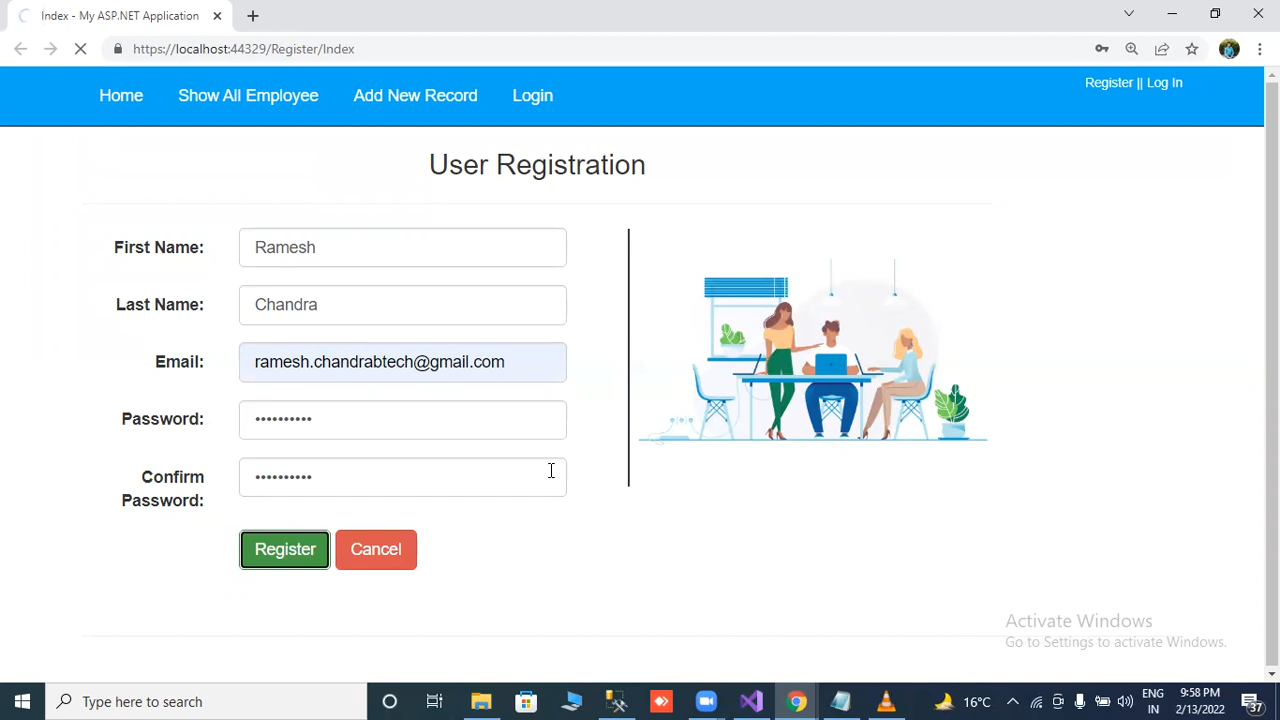 Index - My ASP.NET Application
https://localhost:44329/Register/Index
Home Show All Employee Add New Record Login
Register || Log In
User Registration
First Name: Ramesh
Last Name: Chandra
Email: ramesh.chandrabtech@gmail.com
Password: ••••••••••
Confirm Password: ••••••••••
Register Cancel
Activate Windows
Go to Settings to activate Windows.
Type here to search
16°C
ENG
IN
9:58 PM
2/13/2022
37